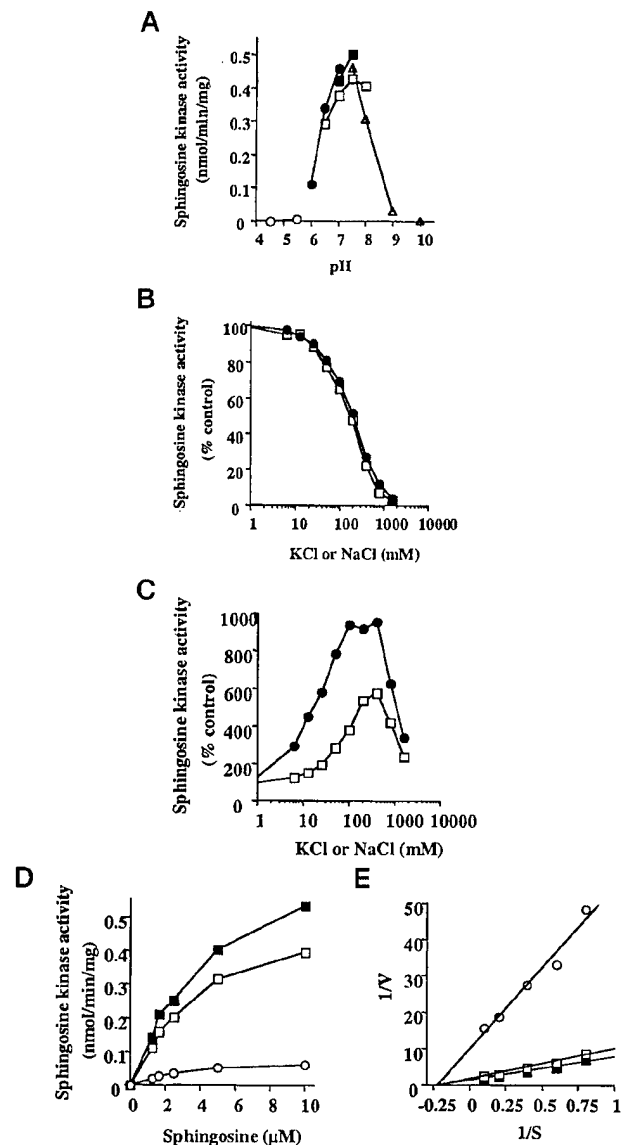 A
Sphingosine kinase activity
(nmol/min/mg)
0.5
0.4
0.3
0.2
0.1
0
4 5 6 7 8 9 10
pH
B
Sphingosine kinase activity
(% control)
100
80
60
40
20
0
1 10 100 1000 10000
KCl or NaCl (mM)
C
Sphingosine kinase activity
(% control)
1000
800
600
400
200
0
1 10 100 1000 10000
KCl or NaCl (mM)
D
Sphingosine kinase activity
(nmol/min/mg)
0.5
0.4
0.3
0.2
0.1
0
0 2 4 6 8 10
Sphingosine (μM)
E
1/V
50
40
30
20
10
0
-0.25 0 0.25 0.5 0.75 1
1/S